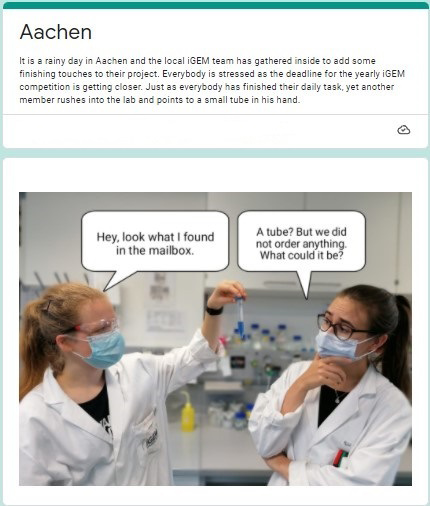 Aachen
It is a rainy day in Aachen and the local iGEM team has gathered inside to add some
finishing touches to their project. Everybody is stressed as the deadline for the yearly iGEM
competition is getting closer. Just as everybody has finished their daily task, yet another
member rushes into the lab and points to a small tube in his hand.
Hey, look what I found
in the mailbox.
A tube? But we did
not order anything.
What could it be?